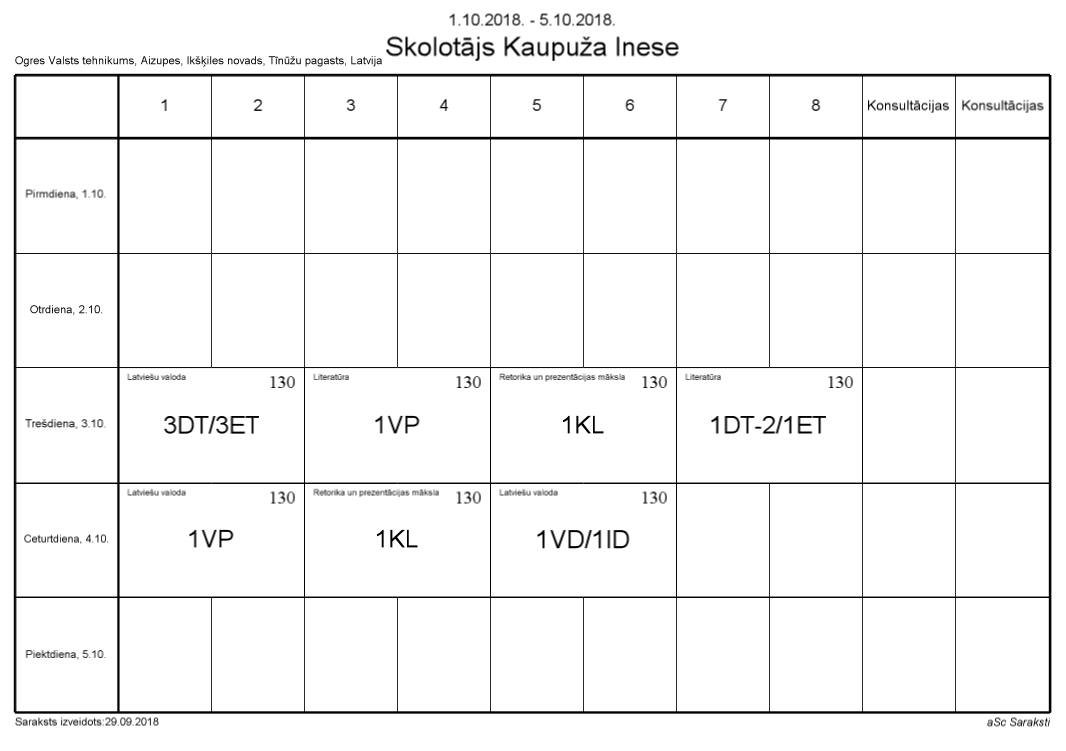 1.10.2018. - 5.10.2018.
Skolotājs Kaupuža Inese
Ogres Valsts tehnikums, Aizupes, Ikšķiles novads, Tīnūžu pagasts, Latvija
1 2 3 4 5 6 7 8 Konsultācijas Konsultācijas
Pirmdiena, 1.10.
Otrdiena, 2.10.
Latviešu valoda 130 Literatūra 130 Retorika un prezentācijas māksla 130 Literatūra 130
Trešdiena, 3.10. 3DT/3ET 1VP 1KL 1DT-2/1ET
Latviešu valoda 130 Retorika un prezentācijas māksla 130 Latviešu valoda 130
Ceturtdiena, 4.10. 1VP 1KL 1VD/1ID
Piektdiena, 5.10.
Saraksts izveidots:29.09.2018 aSc Saraksti